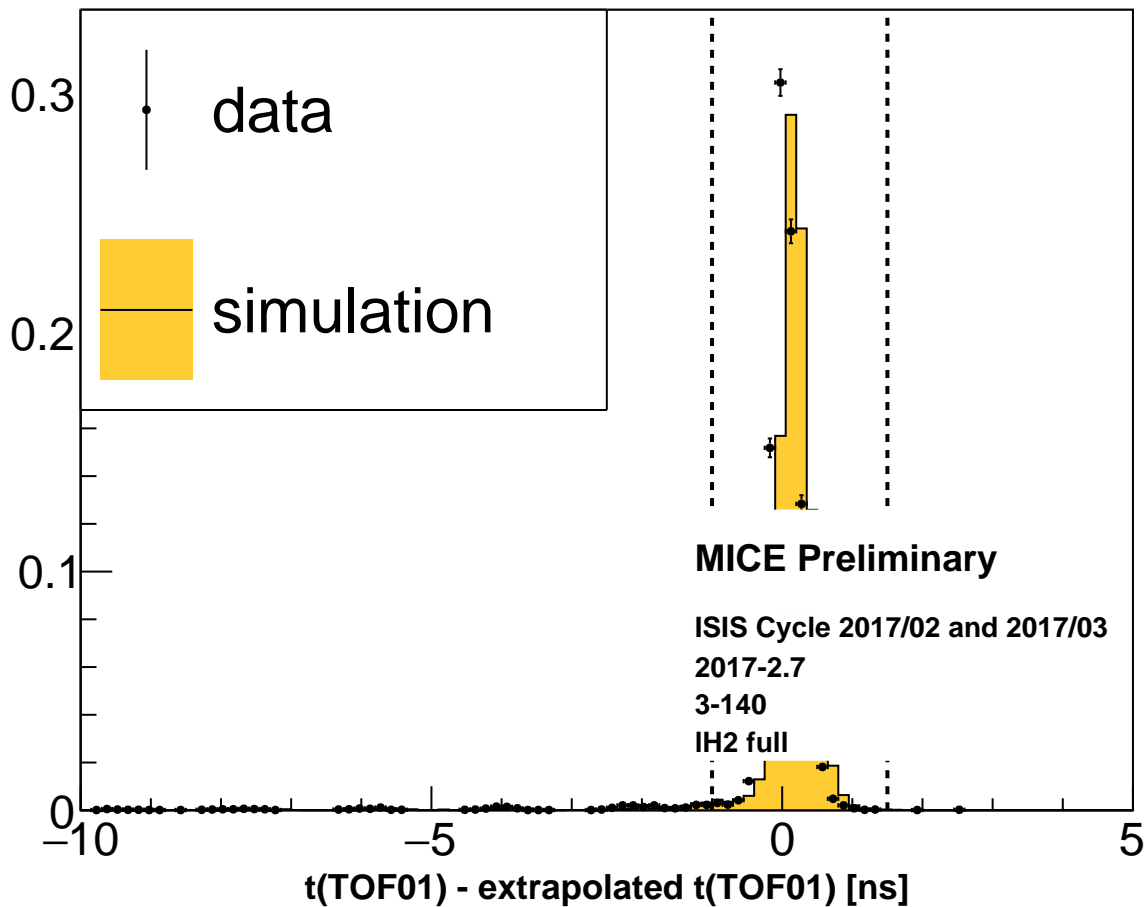 0.3
data
0.2
simulation
0.1
MICE Preliminary
ISIS Cycle 2017/02 and 2017/03
2017-2.7
3-140
lH2 full
0
−10
−5
0
5
t(TOF01) - extrapolated t(TOF01) [ns]